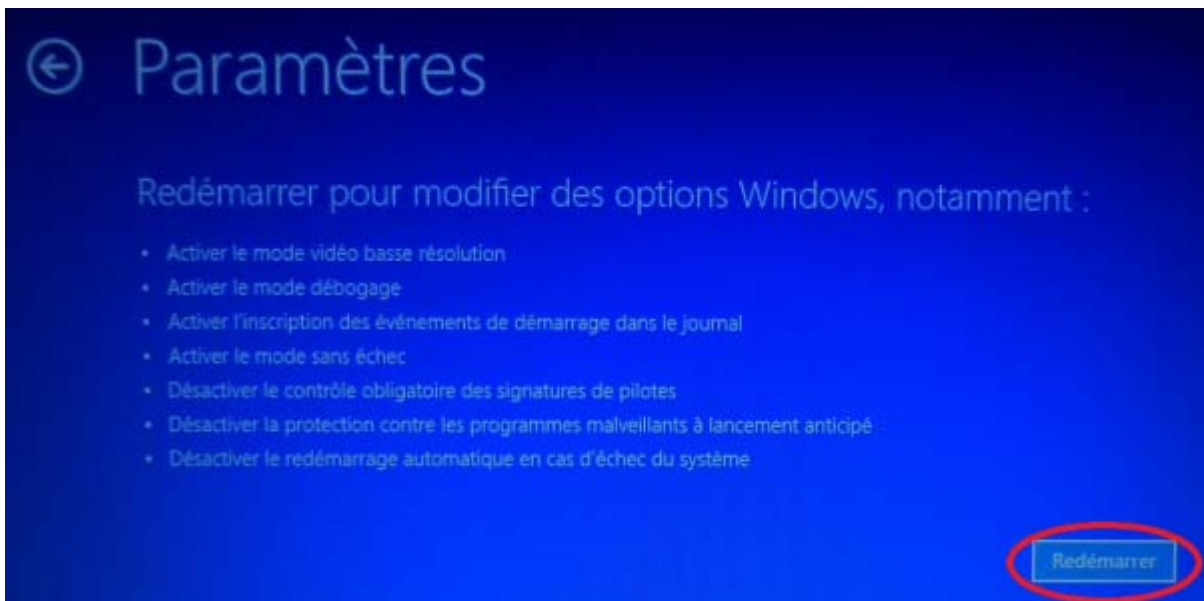 Paramètres
Redémarrer pour modifier des options Windows, notamment :
• Activer le mode vidéo basse résolution
• Activer le mode débogage
• Activer l'inscription des événements de démarrage dans le journal
• Activer le mode sans échec
• Désactiver le contrôle obligatoire des signatures de pilotes
• Désactiver la protection contre les programmes malveillants à lancement anticipé
• Désactiver le redémarrage automatique en cas d'échec du système
Redémarrer